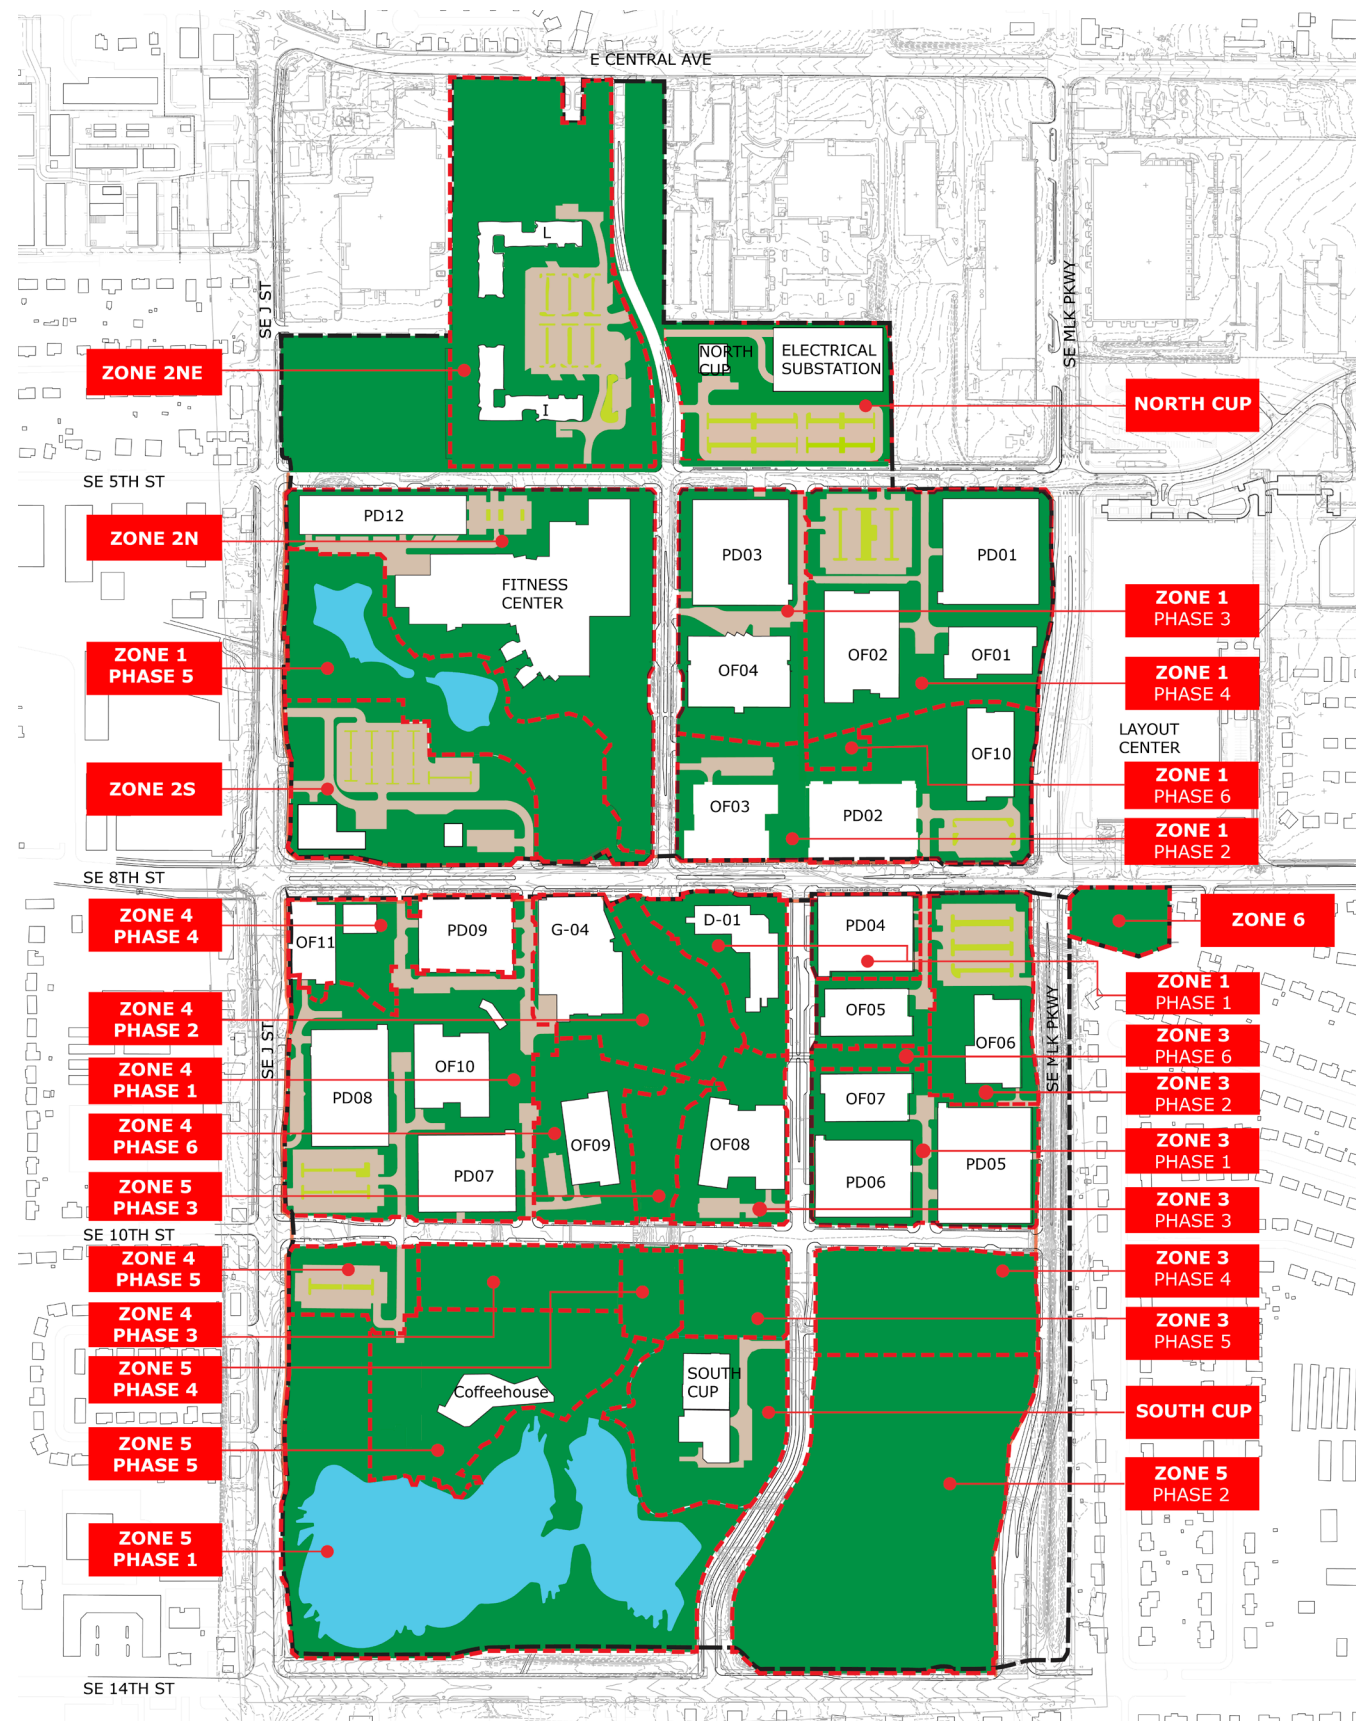 E CENTRAL AVE
L
SE J ST
SE MLK PKWY
NORTH
CUP
ELECTRICAL
SUBSTATION
ZONE 2NE
NORTH CUP
I
SE 5TH ST
PD12
ZONE 2N
FITNESS
CENTER
PD03
PD01
ZONE 1
PHASE 3
ZONE 1
PHASE 5
OF04
OF02
OF01
ZONE 1
PHASE 4
LAYOUT
CENTER
OF10
ZONE 2S
ZONE 1
PHASE 6
OF03
PD02
ZONE 1
PHASE 2
SE 8TH ST
ZONE 4
PHASE 4
OF11
PD09
G-04
D-01
PD04
ZONE 6
ZONE 1
PHASE 1
ZONE 4
PHASE 2
OF05
OF06
ZONE 3
PHASE 6
SE J ST
SE MLK PKWY
ZONE 4
PHASE 1
OF10
PD08
OF07
ZONE 3
PHASE 2
ZONE 4
PHASE 6
OF09
OF08
ZONE 3
PHASE 1
PD07
PD06
PD05
ZONE 5
PHASE 3
ZONE 3
PHASE 3
SE 10TH ST
ZONE 4
PHASE 5
ZONE 3
PHASE 4
ZONE 4
PHASE 3
ZONE 3
PHASE 5
ZONE 5
PHASE 4
Coffeehouse
SOUTH
CUP
SOUTH CUP
ZONE 5
PHASE 5
ZONE 5
PHASE 2
ZONE 5
PHASE 1
SE 14TH ST